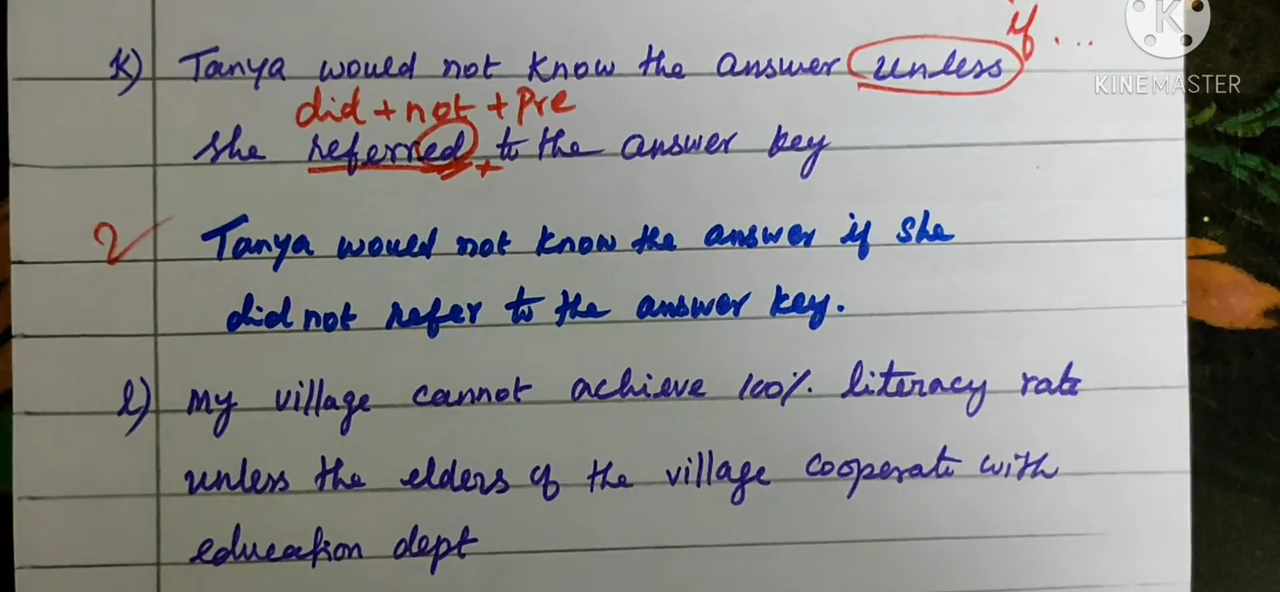 if ...
K
KINEMASTER
K) Tanya would not know the answer unless
did + not + Pre
she referred + to the answer key
2 Tanya would not know the answer if she
did not refer to the answer key.
l) My village cannot achieve 100% literacy rate
unless the elders of the village cooperate with
education dept